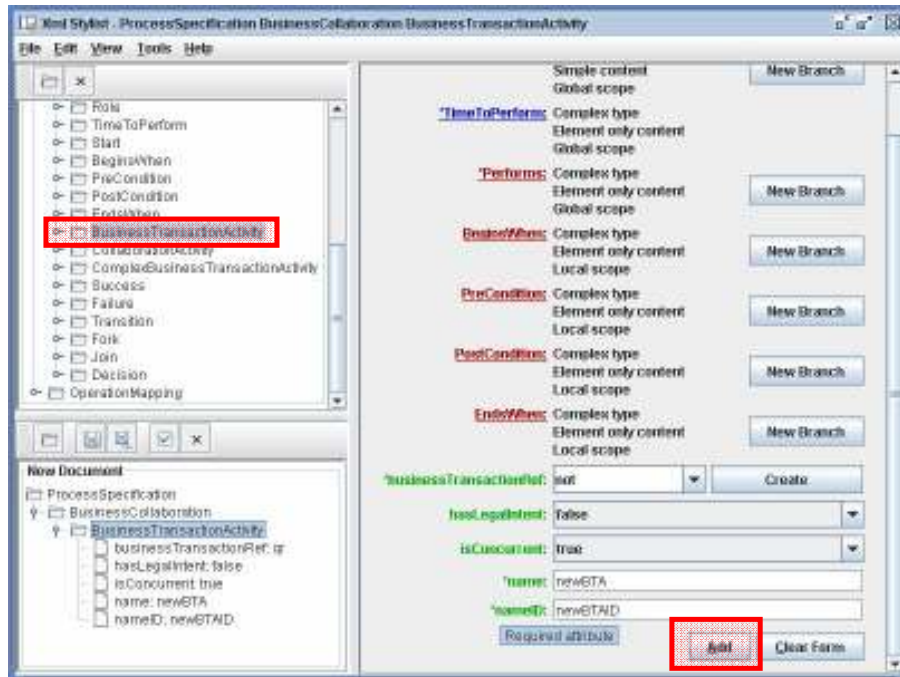 Xml Stylist - ProcessSpecification BusinessCollaboration BusinessTransactionActivity
File Edit View Tools Help
Role
TimeToPerform
Start
BeginsWhen
PreCondition
PostCondition
EndsWhen
BusinessTransactionActivity
CollaborationActivity
ComplexBusinessTransactionActivity
Success
Failure
Transition
Fork
Join
Decision
OperationMapping
New Document
ProcessSpecification
BusinessCollaboration
BusinessTransactionActivity
businessTransactionRef: qr
hasLegalIntent: false
isConcurrent: true
name: newBTA
nameID: newBTAID
Simple content New Branch
Global scope
*TimeToPerform: Complex type
Element only content
Global scope
*Performs: Complex type
Element only content New Branch
Global scope
BeginsWhen: Complex type
Element only content New Branch
Local scope
PreCondition: Complex type
Element only content New Branch
Local scope
PostCondition: Complex type
Element only content New Branch
Local scope
EndsWhen: Complex type
Element only content New Branch
Local scope
*businessTransactionRef: not Create
hasLegalIntent: false
isConcurrent: true
*name: newBTA
*nameID: newBTAID
Required attribute
Add Clear Form